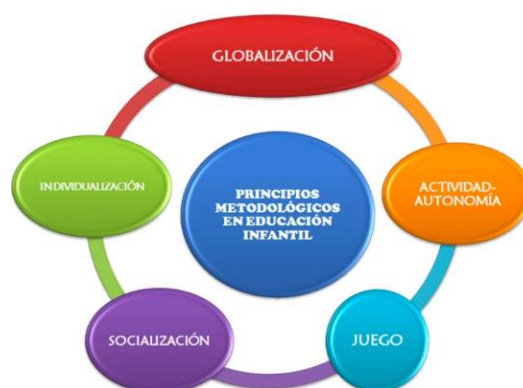 GLOBALIZACIÓN
INDIVIDUALIZACIÓN
PRINCIPIOS
METODOLÓGICOS
EN EDUCACIÓN
INFANTIL
ACTIVIDAD-
AUTONOMÍA
SOCIALIZACIÓN
JUEGO